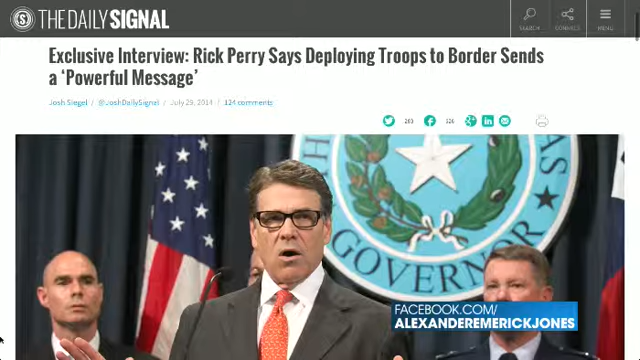 THE DAILY SIGNAL
SEARCH
CONNECT
MENU
Exclusive Interview: Rick Perry Says Deploying Troops to Border Sends
a ‘Powerful Message’
Josh Siegel / @JoshDailySignal / July 29, 2014 / 124 comments
GOVERNOR
FACEBOOK.COM/
ALEXANDEREMERICKJONES